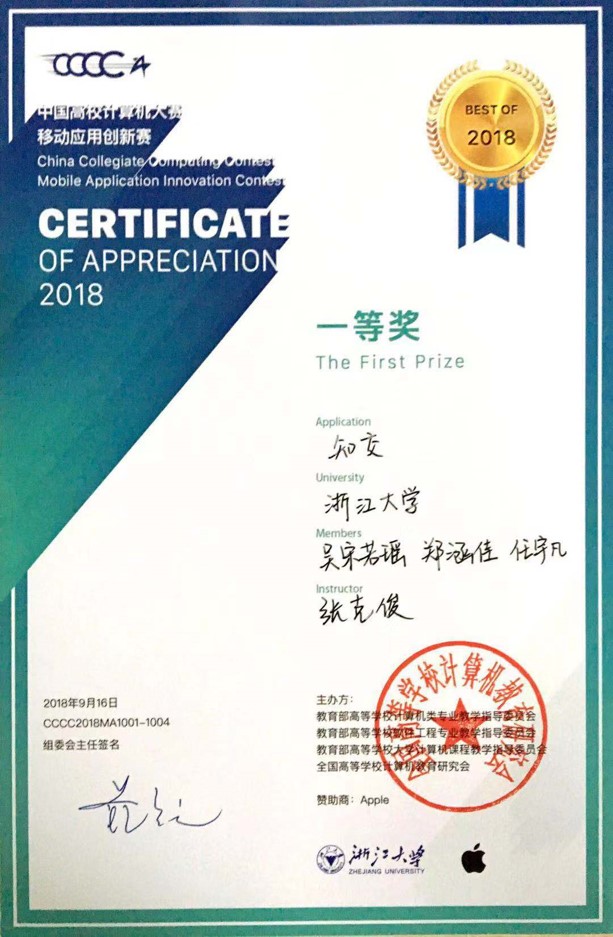 CCCC A
中国高校计算机大赛
移动应用创新赛
China Collegiate Computing Contest
Mobile Application Innovation Contest
CERTIFICATE
OF APPRECIATION
2018
BEST OF
2018
一等奖
The First Prize
Application
知交
University
浙江大学
Members
吴宋若瑶 郑涵佳 任宇凡
Instructor
张克俊
2018年9月16日
CCCC2018MA1001-1004
组委会主任签名
主办方：
教育部高等学校计算机类专业教学指导委员会
教育部高等学校软件工程专业教学指导委员会
教育部高等学校大学计算机课程教学指导委员会
全国高等学校计算机教育研究会
全国高等学校计算机教育研究会
赞助商：Apple
浙江大学
ZHEJIANG UNIVERSITY